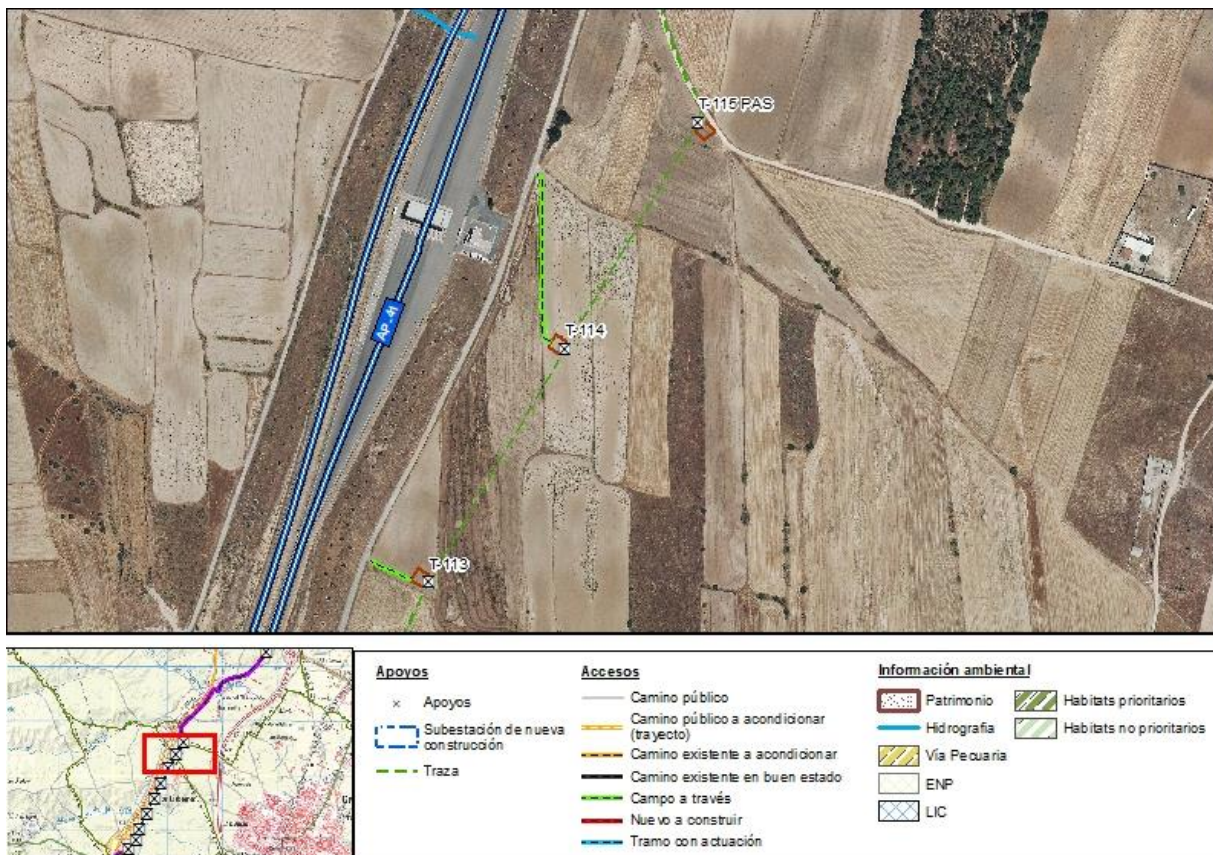 T-115 PAS
AP-41
T-114
T-113
Apoyos
Apoyos
Subestación de nueva
construcción
Traza
Accesos
Camino público
Camino público a acondicionar
(trayecto)
Camino existente a acondicionar
Camino existente en buen estado
Campo a través
Nuevo a construir
Tramo con actuación
Información ambiental
Patrimonio
Hidrografia
Vía Pecuaria
ENP
LIC
Habitats prioritarios
Habitats no prioritarios